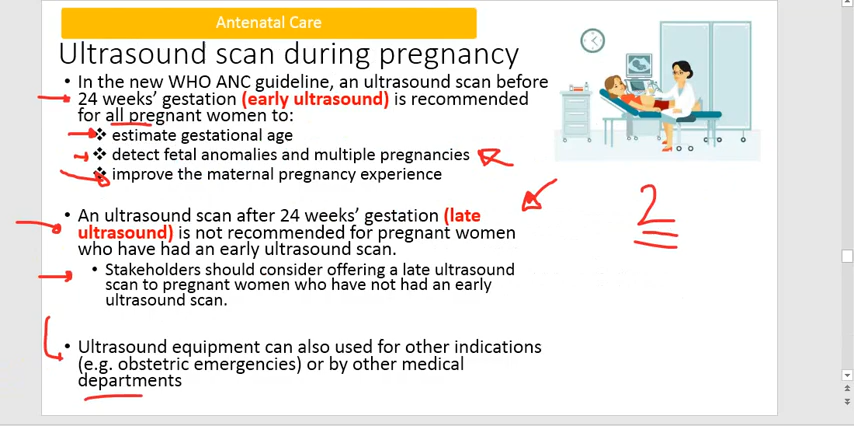 Antenatal Care
Ultrasound scan during pregnancy
• In the new WHO ANC guideline, an ultrasound scan before
24 weeks’ gestation (early ultrasound) is recommended
for all pregnant women to:
❖ estimate gestational age
❖ detect fetal anomalies and multiple pregnancies
❖ improve the maternal pregnancy experience
• An ultrasound scan after 24 weeks’ gestation (late
ultrasound) is not recommended for pregnant women
who have had an early ultrasound scan.
• Stakeholders should consider offering a late ultrasound
scan to pregnant women who have not had an early
ultrasound scan.
• Ultrasound equipment can also used for other indications
(e.g. obstetric emergencies) or by other medical
departments
2